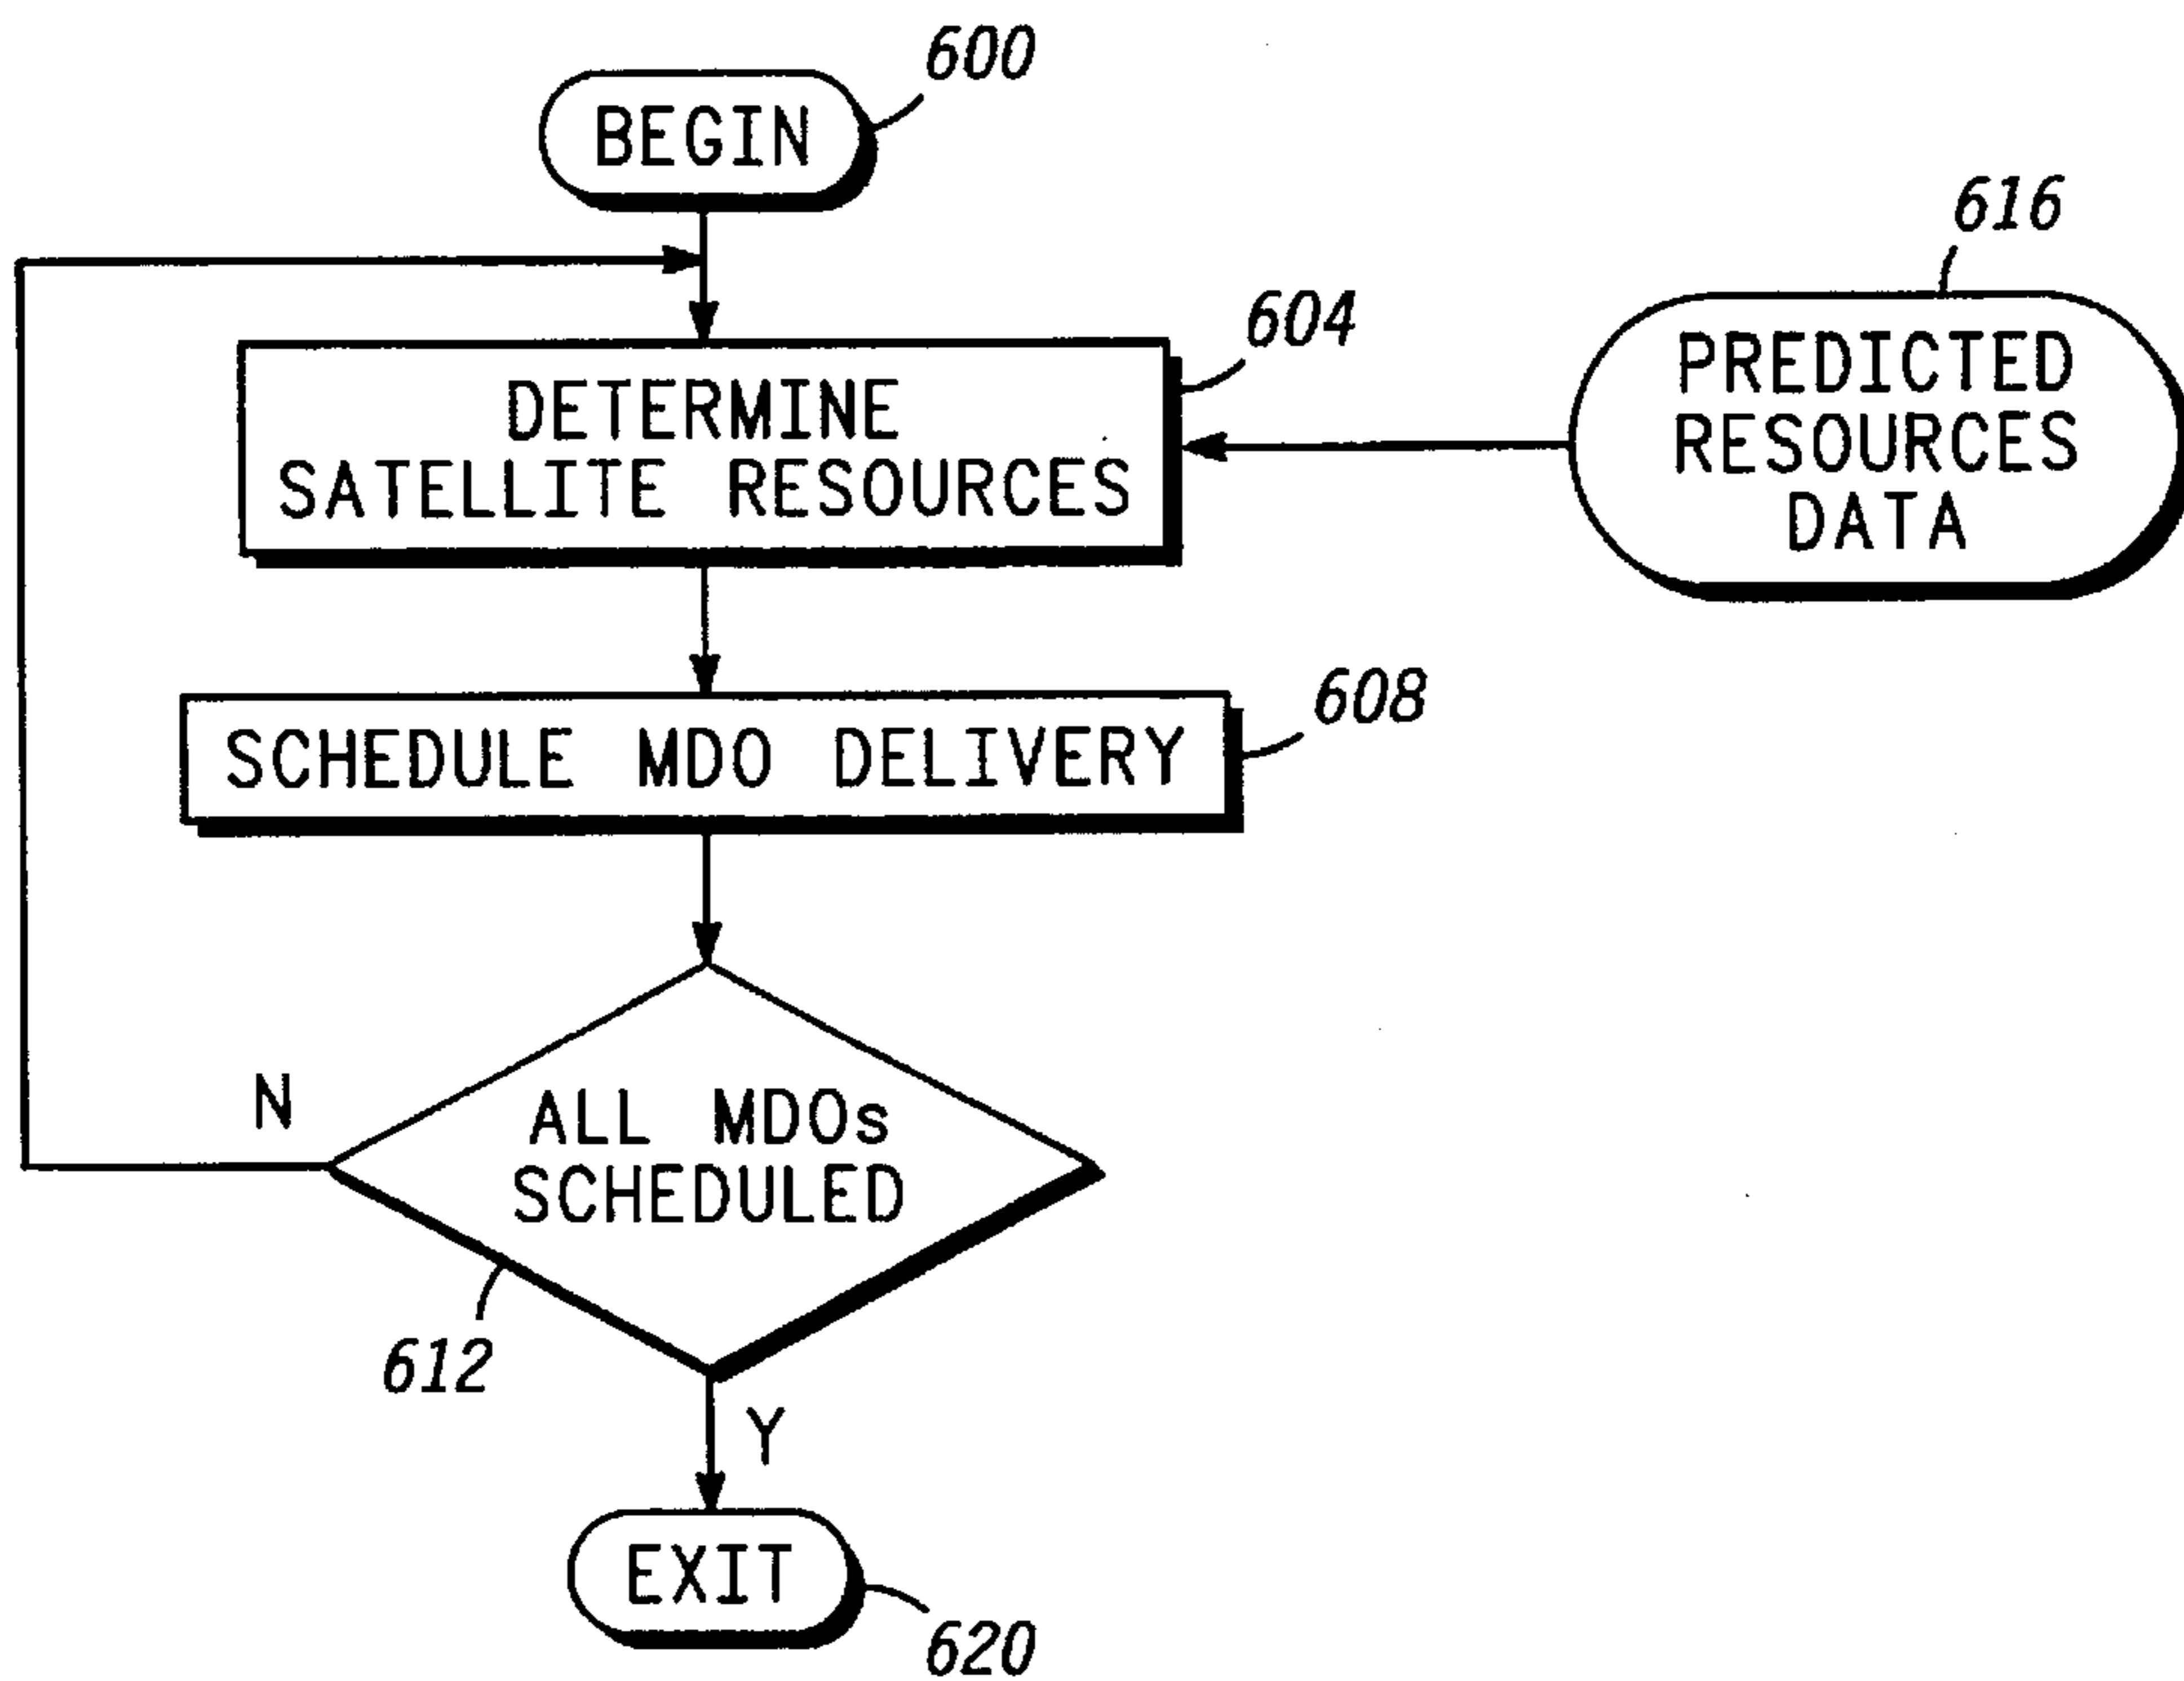 600
BEGIN
616
604
PREDICTED
RESOURCES
DATA
DETERMINE
SATELLITE RESOURCES
608
SCHEDULE MDO DELIVERY
N
ALL MDOs
SCHEDULED
612
Y
EXIT
620